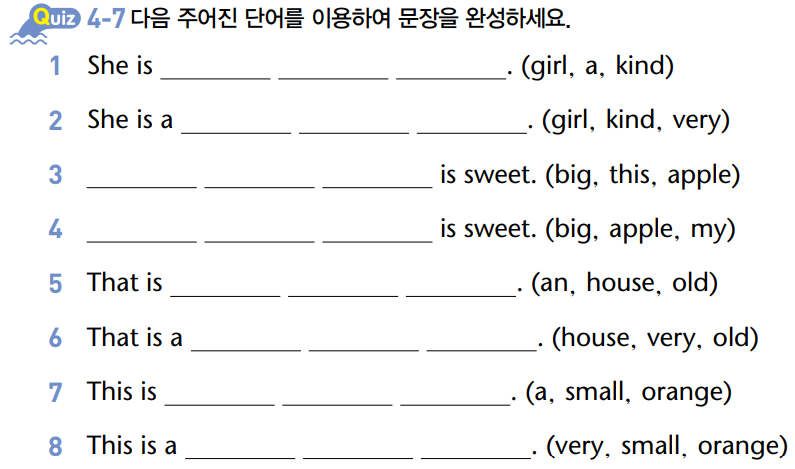 Quiz 4-7 다음 주어진 단어를 이용하여 문장을 완성하세요.
1 She is ________ ________ ________. (girl, a, kind)
2 She is a ________ ________ ________. (girl, kind, very)
3 ________ ________ ________ is sweet. (big, this, apple)
4 ________ ________ ________ is sweet. (big, apple, my)
5 That is ________ ________ ________. (an, house, old)
6 That is a ________ ________ ________. (house, very, old)
7 This is ________ ________ ________. (a, small, orange)
8 This is a ________ ________ ________. (very, small, orange)